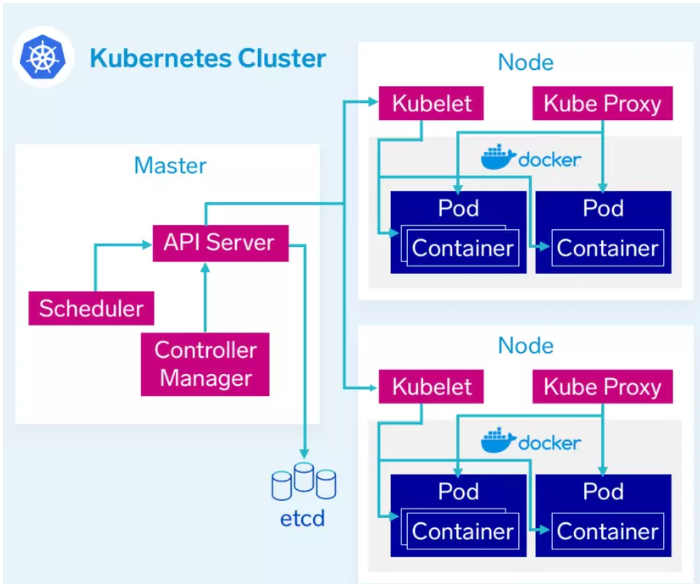 Kubernetes Cluster
Master
API Server
Scheduler
Controller
Manager
etcd
Node
Kubelet
Kube Proxy
docker
Pod
Container
Pod
Container
Node
Kubelet
Kube Proxy
docker
Pod
Container
Pod
Container